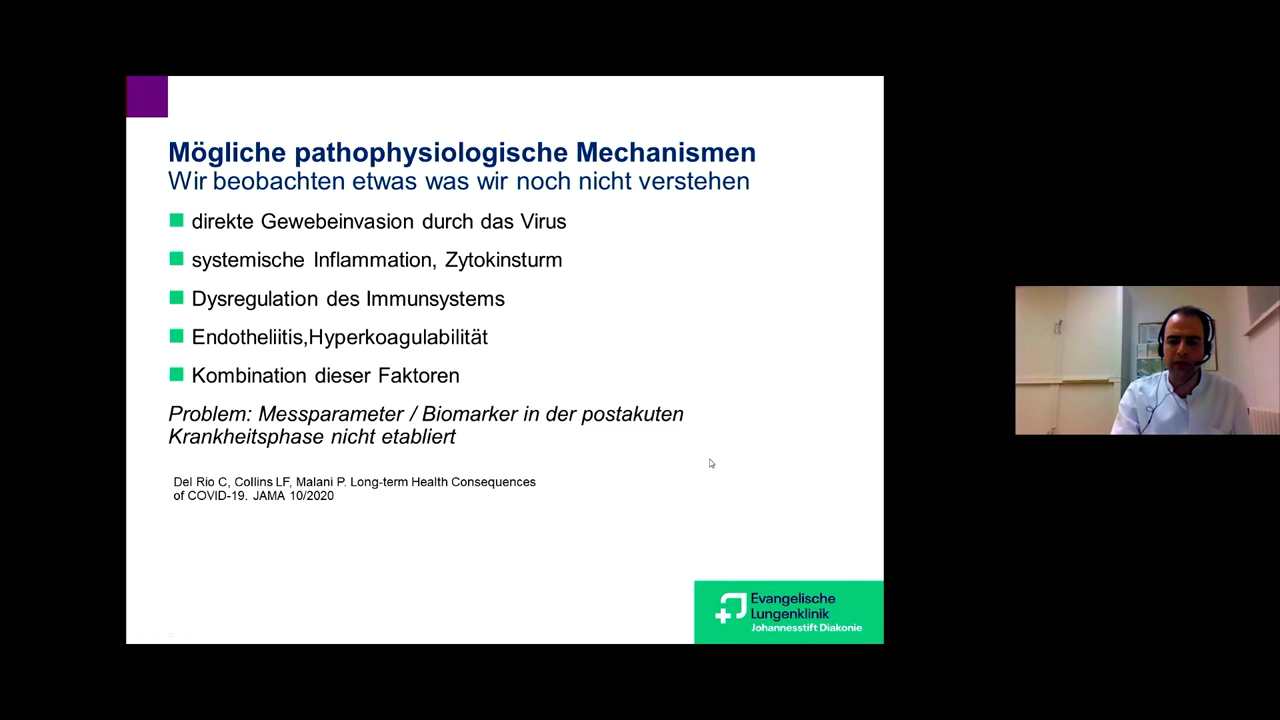 Mögliche pathophysiologische Mechanismen
Wir beobachten etwas was wir noch nicht verstehen
direkte Gewebeinvasion durch das Virus
systemische Inflammation, Zytokinsturm
Dysregulation des Immunsystems
Endotheliitis,Hyperkoagulabilität
Kombination dieser Faktoren
Problem: Messparameter / Biomarker in der postakuten
Krankheitsphase nicht etabliert
Del Rio C, Collins LF, Malani P. Long-term Health Consequences
of COVID-19. JAMA 10/2020
Evangelische
Lungenklinik
Johannesstift Diakonie